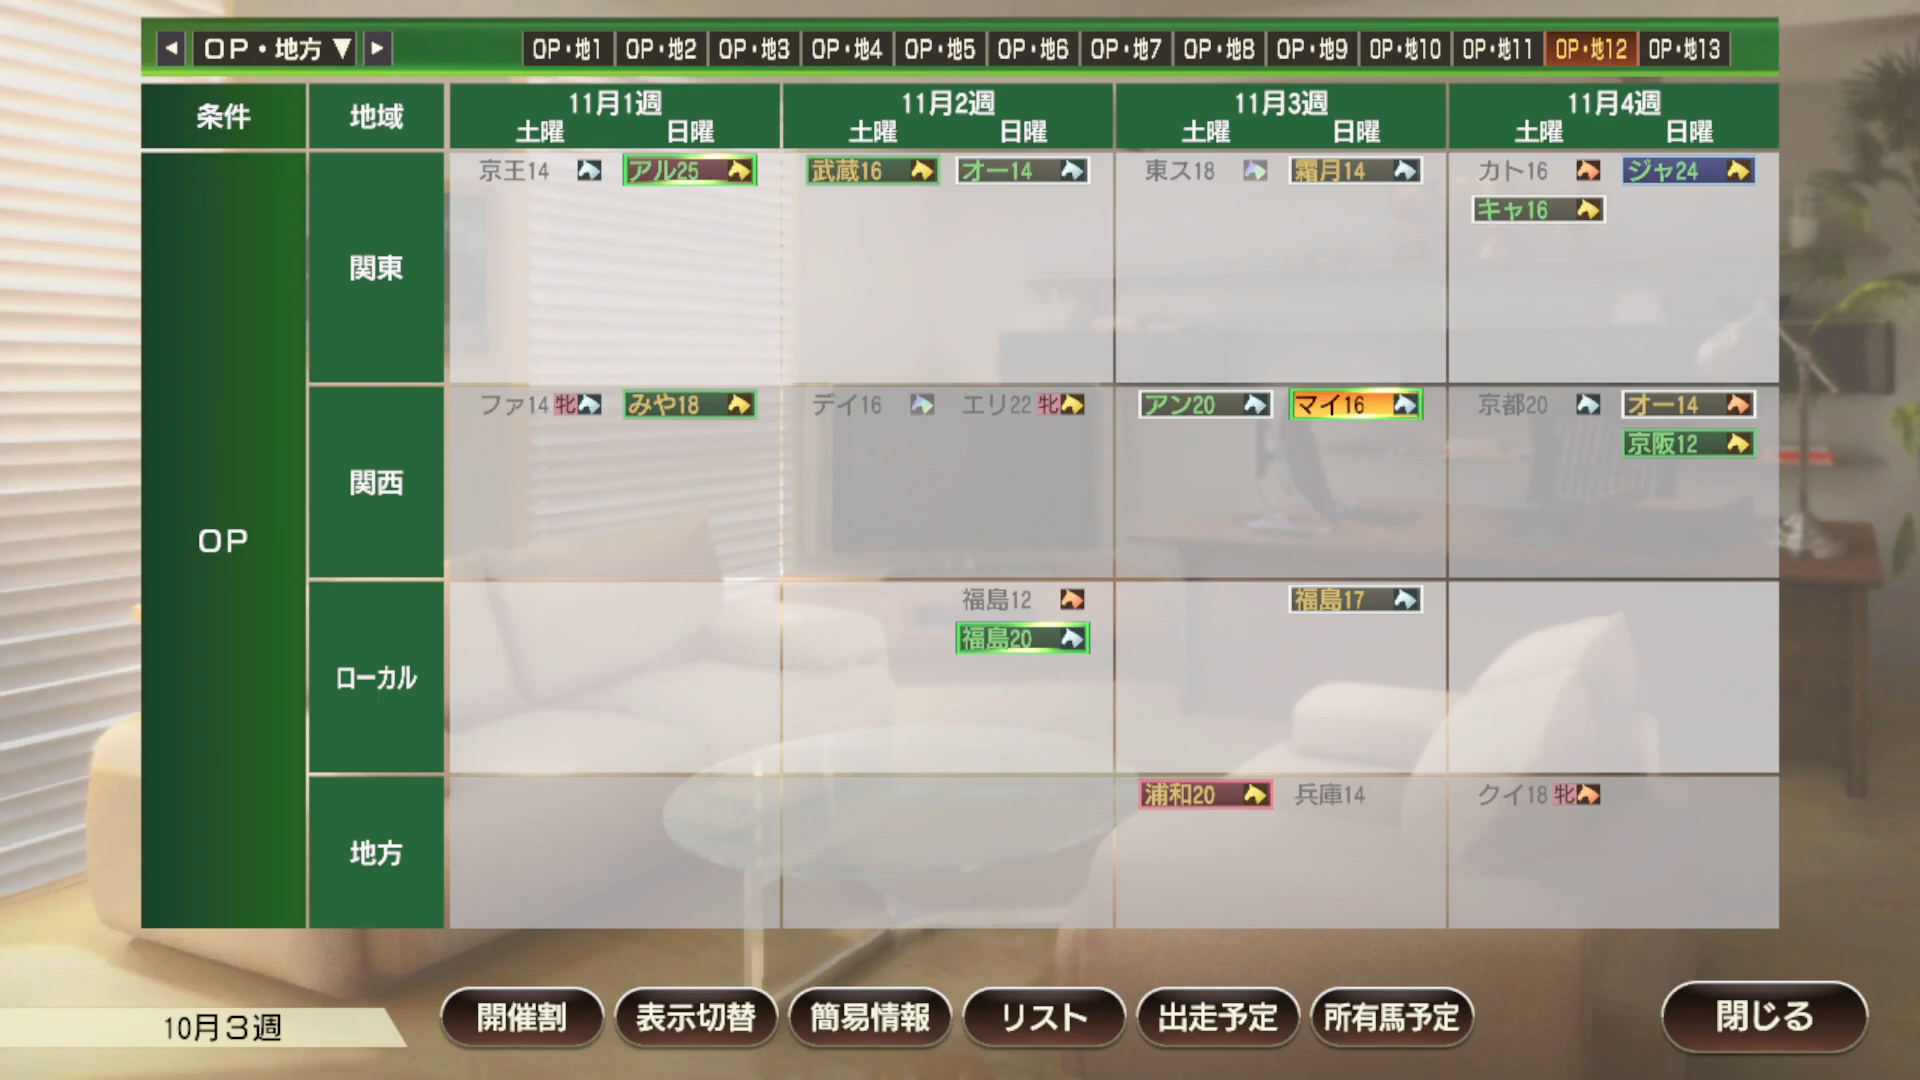 ◀ OP・地方▼ ▶ OP・地1 OP・地2 OP・地3 OP・地4 OP・地5 OP・地6 OP・地7 OP・地8 OP・地9 OP・地10 OP・地11 OP・地12 OP・地13
条件 地域 11月1週 11月2週 11月3週 11月4週
土曜 日曜 土曜 日曜 土曜 日曜 土曜 日曜
OP
関東
京王14 アル25 武蔵16 オー14 東ス18 霜月14 カト16 ジャ24
キャ16
関西
ファ14牝 みや18 デイ16 エリ22牝 アン20 マイ16 京都20 オー14
京阪12
ローカル
福島12 福島17
福島20
地方
浦和20 兵庫14 クイ18牝
10月3週
開催割 表示切替 簡易情報 リスト 出走予定 所有馬予定 閉じる